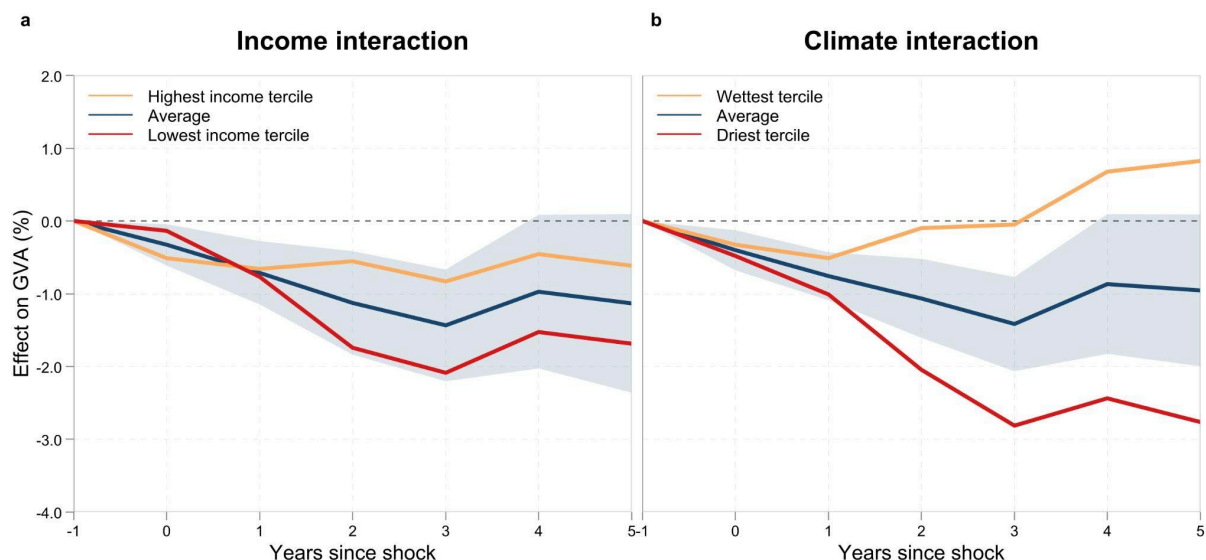 a
Income interaction
Highest income tercile
Average
Lowest income tercile
Effect on GVA (%)
2.0
1.0
0.0
-1.0
-2.0
-3.0
-4.0
-1 0 1 2 3 4 5
Years since shock
b
Climate interaction
Wettest tercile
Average
Driest tercile
-1 0 1 2 3 4 5
Years since shock